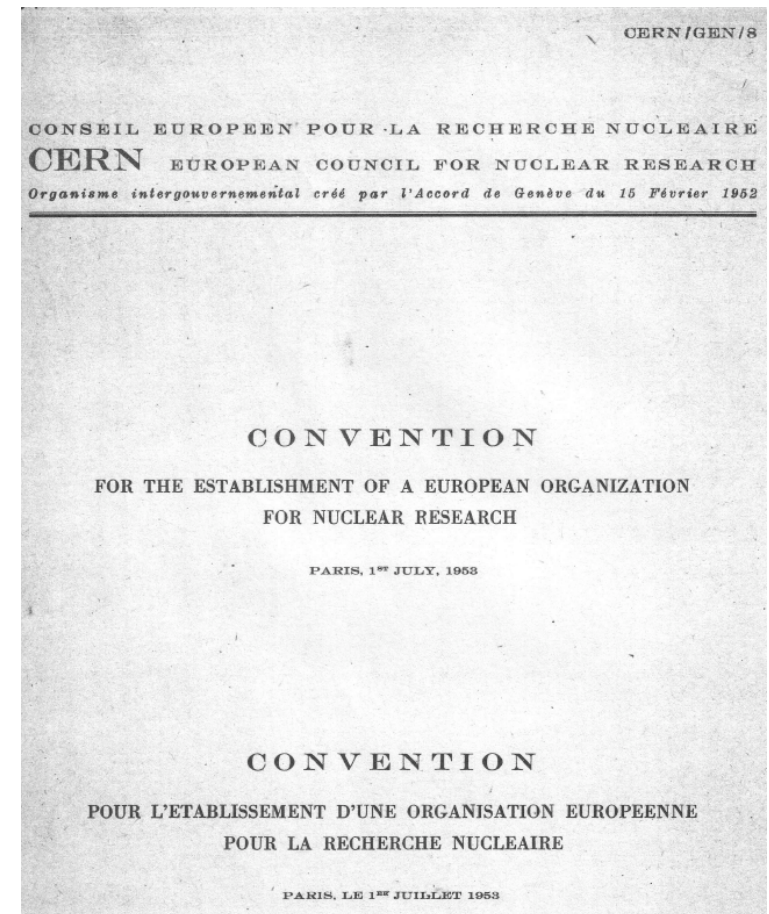 CERN/GEN/8
CONSEIL EUROPEEN POUR LA RECHERCHE NUCLEAIRE
CERN EUROPEAN COUNCIL FOR NUCLEAR RESEARCH
Organisme intergouvernemental créé par l'Accord de Genève du 15 Février 1952
CONVENTION
FOR THE ESTABLISHMENT OF A EUROPEAN ORGANIZATION
FOR NUCLEAR RESEARCH
PARIS, 1ST JULY, 1953
CONVENTION
POUR L'ETABLISSEMENT D'UNE ORGANISATION EUROPEENNE
POUR LA RECHERCHE NUCLEAIRE
PARIS, LE 1ER JUILLET 1953